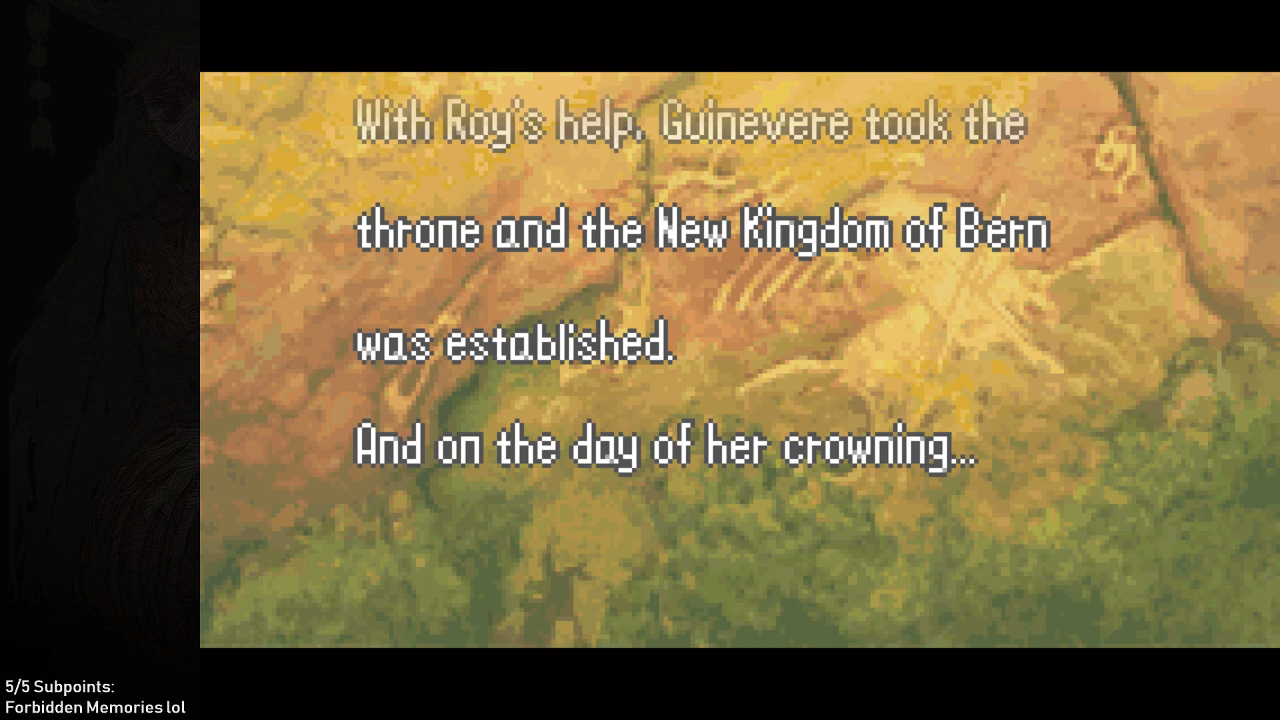 With Roy's help, Guinevere took the
throne and the New Kingdom of Bern
was established.
And on the day of her crowning...
5/5 Subpoints:
Forbidden Memories lol